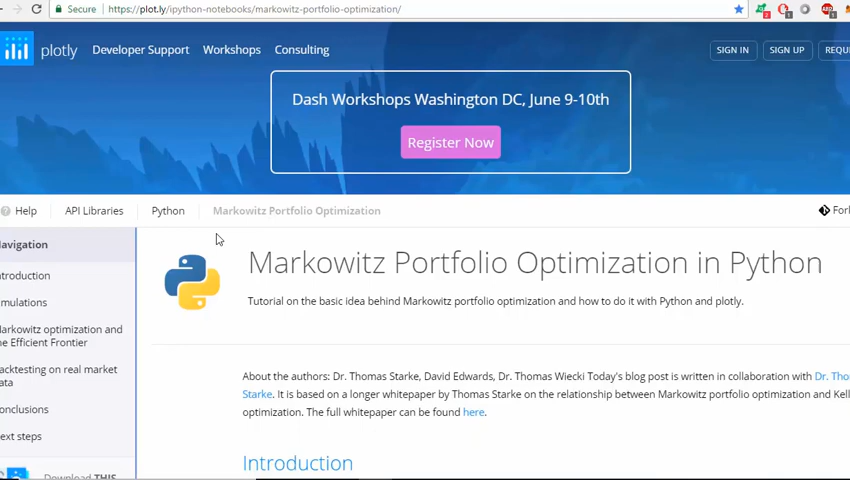 Secure https://plot.ly/ipython-notebooks/markowitz-portfolio-optimization/
plotly Developer Support Workshops Consulting SIGN IN SIGN UP REQU
Dash Workshops Washington DC, June 9-10th
Register Now
Help API Libraries Python Markowitz Portfolio Optimization Fork
Navigation
Markowitz Portfolio Optimization in Python
ntroduction
Tutorial on the basic idea behind Markowitz portfolio optimization and how to do it with Python and plotly.
mulations
arkowitz optimization and
he Efficient Frontier
acktesting on real market
ata
onclusions
ext steps
Download THIS
About the authors: Dr. Thomas Starke, David Edwards, Dr. Thomas Wiecki Today's blog post is written in collaboration with Dr. Tho
Starke. It is based on a longer whitepaper by Thomas Starke on the relationship between Markowitz portfolio optimization and Kell
optimization. The full whitepaper can be found here.
Introduction